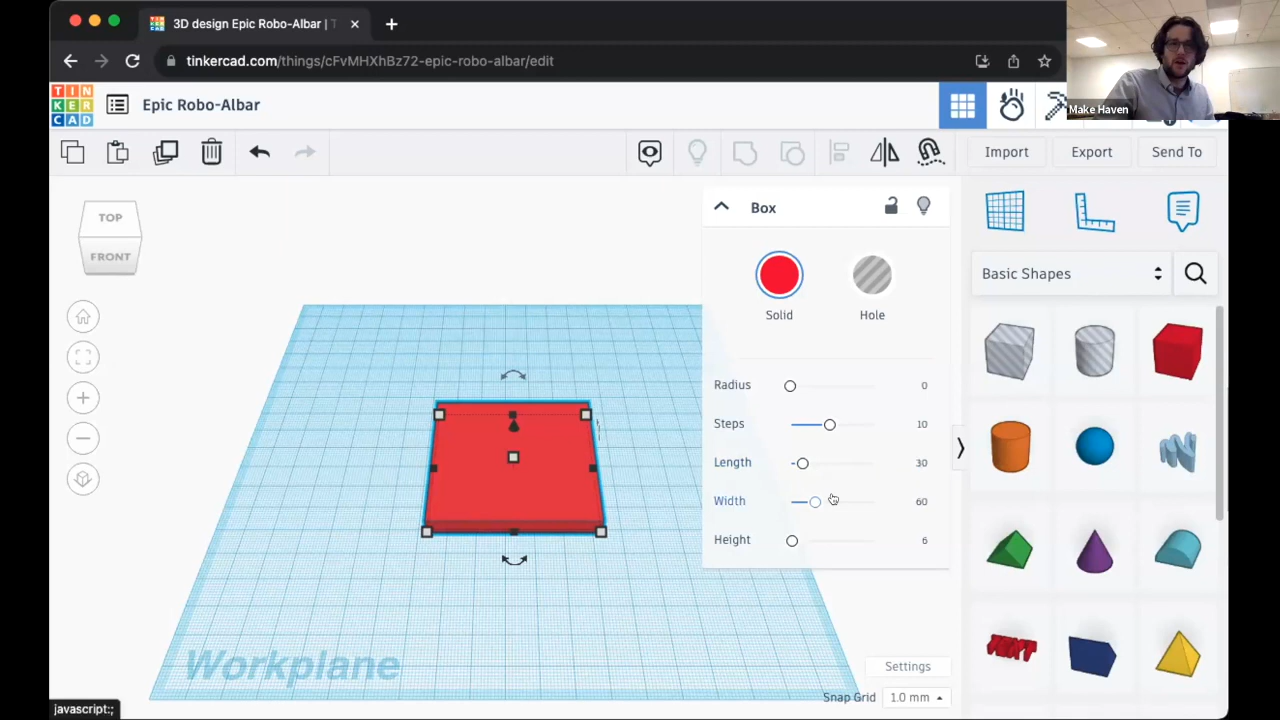 3D design Epic Robo-Albar | T
tinkercad.com/things/cFvMHXhBz72-epic-robo-albar/edit
Make Haven
TIN
KER
CAD
Epic Robo-Albar
Import
Export
Send To
TOP
FRONT
Box
Solid
Hole
Basic Shapes
Radius 0
Steps 10
Length 30
Width 60
Height 6
TEXT
Workplane
Settings
Snap Grid 1.0 mm
javascript:;